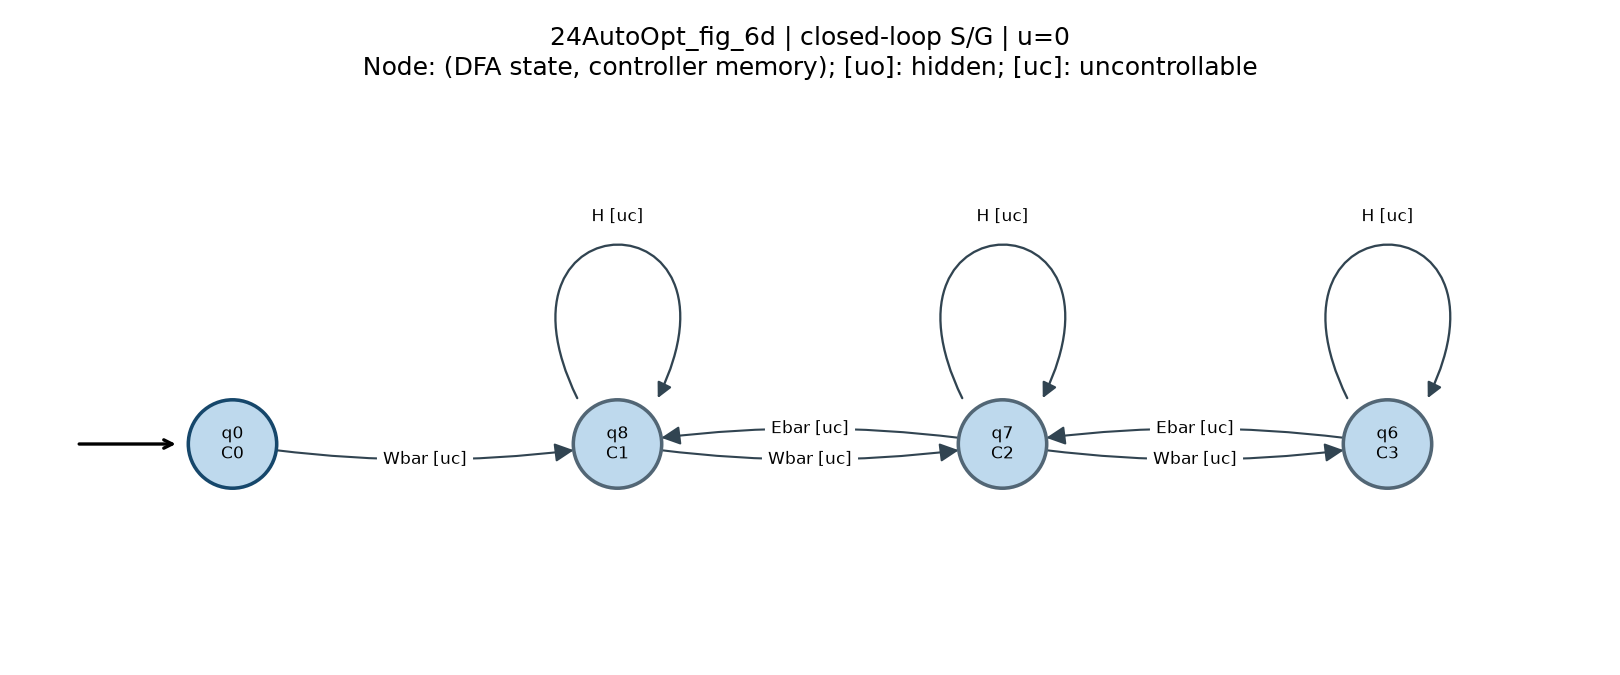 24AutoOpt_fig_6d | closed-loop S/G | u=0
Node: (DFA state, controller memory); [uo]: hidden; [uc]: uncontrollable
H [uc]
H [uc]
H [uc]
q0
C0
Wbar [uc]
q8
C1
Ebar [uc]
Wbar [uc]
q7
C2
Ebar [uc]
Wbar [uc]
q6
C3